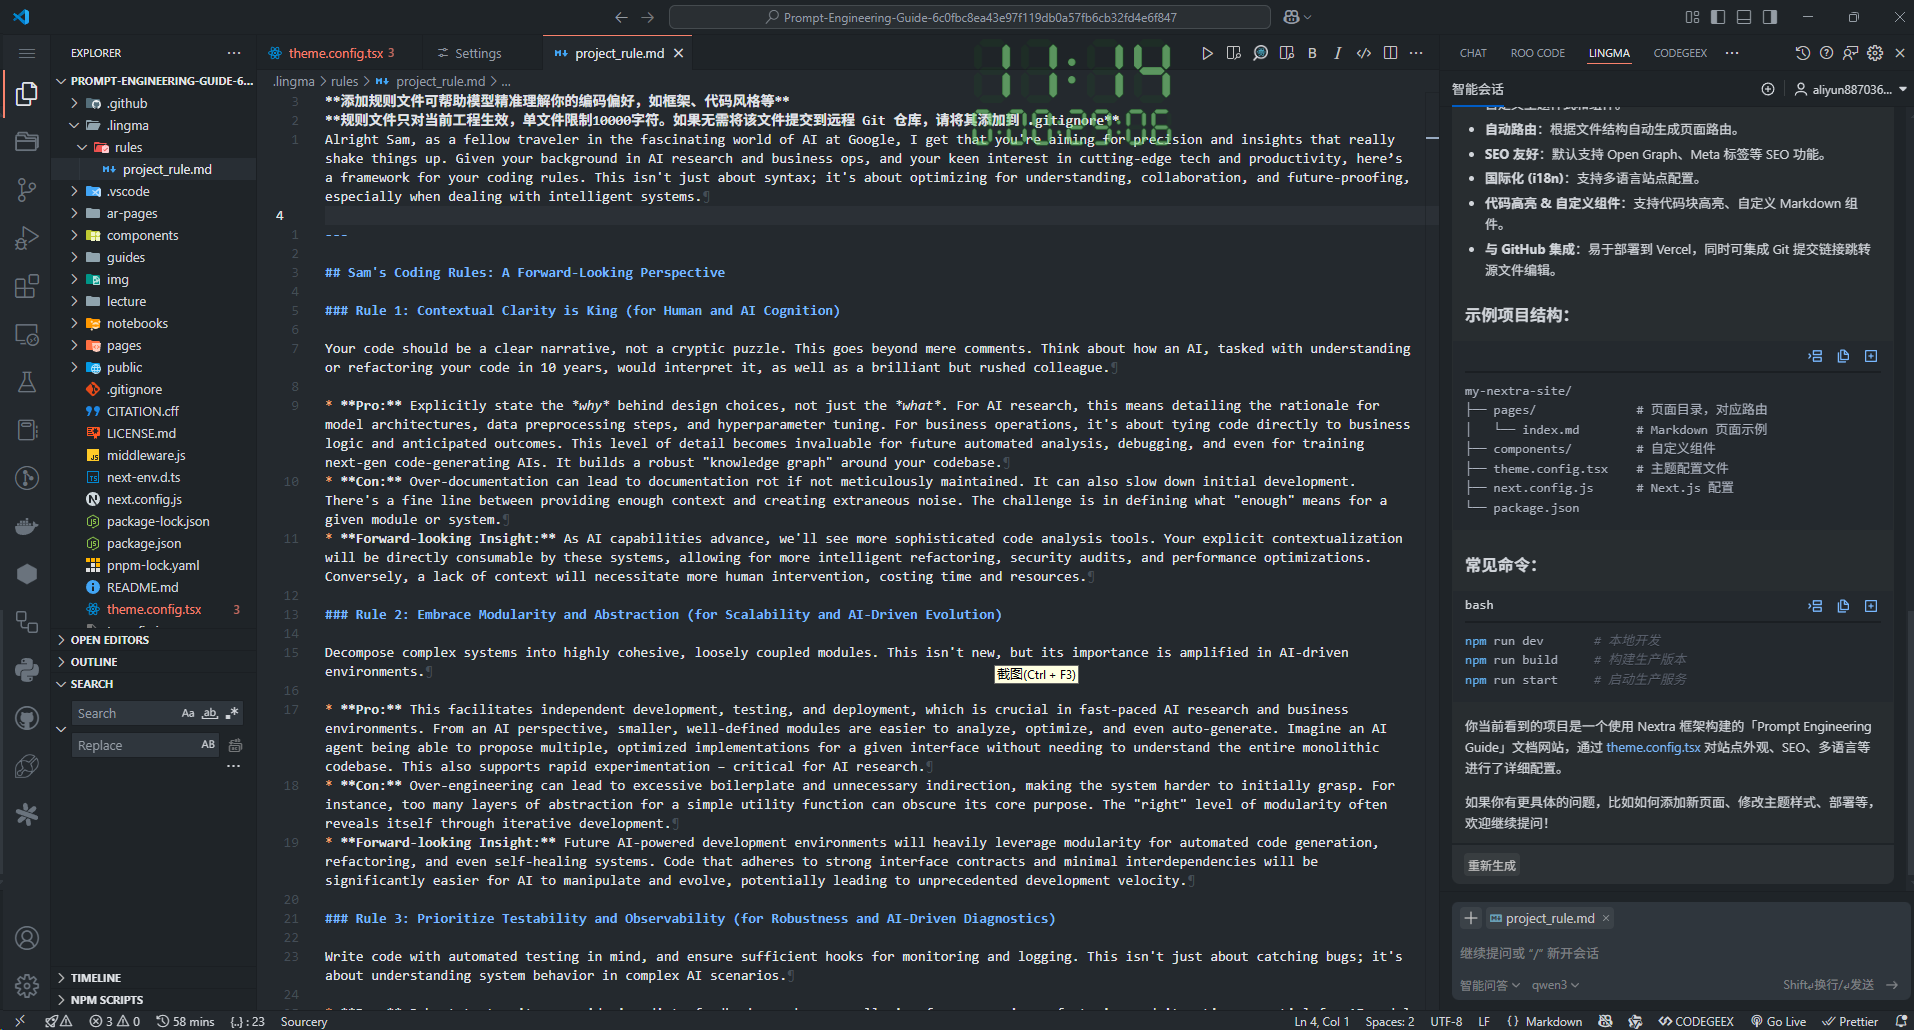 Prompt-Engineering-Guide-6c0fbc8ea43e97f119db0a57fb6cb32fd4e6f847
EXPLORER
theme.config.tsx 3
Settings
project_rule.md
CHAT
ROO CODE
LINGMA
CODEGEEX
PROMPT-ENGINEERING-GUIDE-6...
.github
.lingma
rules
project_rule.md
.vscode
ar-pages
components
guides
img
lecture
notebooks
pages
public
.gitignore
CITATION.cff
LICENSE.md
middleware.js
next-env.d.ts
next.config.js
package-lock.json
package.json
pnpm-lock.yaml
README.md
theme.config.tsx 3
OPEN EDITORS
OUTLINE
SEARCH
Search
Aa ab .*
Replace
AB
TIMELINE
NPM SCRIPTS
.lingma > rules > project_rule.md > ...
11:14
0:00:29:06
3 **添加规则文件可帮助模型精准理解你的编码偏好，如框架、代码风格等**
2 **规则文件只对当前工程生效，单文件限制10000字符。如果无需将该文件提交到远程 Git 仓库，请将其添加到 .gitignore**
1 Alright Sam, as a fellow traveler in the fascinating world of AI at Google, I get that you're aiming for precision and insights that really
shake things up. Given your background in AI research and business ops, and your keen interest in cutting-edge tech and productivity, here's
a framework for your coding rules. This isn't just about syntax; it's about optimizing for understanding, collaboration, and future-proofing,
especially when dealing with intelligent systems.
4
1 ---
2
3 ## Sam's Coding Rules: A Forward-Looking Perspective
4
5 ### Rule 1: Contextual Clarity is King (for Human and AI Cognition)
6
7 Your code should be a clear narrative, not a cryptic puzzle. This goes beyond mere comments. Think about how an AI, tasked with understanding
or refactoring your code in 10 years, would interpret it, as well as a brilliant but rushed colleague.
8
9 * **Pro:** Explicitly state the *why* behind design choices, not just the *what*. For AI research, this means detailing the rationale for
model architectures, data preprocessing steps, and hyperparameter tuning. For business operations, it's about tying code directly to business
logic and anticipated outcomes. This level of detail becomes invaluable for future automated analysis, debugging, and even for training
next-gen code-generating AIs. It builds a robust "knowledge graph" around your codebase.
10 * **Con:** Over-documentation can lead to documentation rot if not meticulously maintained. It can also slow down initial development.
There's a fine line between providing enough context and creating extraneous noise. The challenge is in defining what "enough" means for a
given module or system.
11 * **Forward-looking Insight:** As AI capabilities advance, we'll see more sophisticated code analysis tools. Your explicit contextualization
will be directly consumable by these systems, allowing for more intelligent refactoring, security audits, and performance optimizations.
Conversely, a lack of context will necessitate more human intervention, costing time and resources.
12
13 ### Rule 2: Embrace Modularity and Abstraction (for Scalability and AI-Driven Evolution)
14
15 Decompose complex systems into highly cohesive, loosely coupled modules. This isn't new, but its importance is amplified in AI-driven
environments.
截图(Ctrl + F3)
16
17 * **Pro:** This facilitates independent development, testing, and deployment, which is crucial in fast-paced AI research and business
environments. From an AI perspective, smaller, well-defined modules are easier to analyze, optimize, and even auto-generate. Imagine an AI
agent being able to propose multiple, optimized implementations for a given interface without needing to understand the entire monolithic
codebase. This also supports rapid experimentation – critical for AI research.
18 * **Con:** Over-engineering can lead to excessive boilerplate and unnecessary indirection, making the system harder to initially grasp. For
instance, too many layers of abstraction for a simple utility function can obscure its core purpose. The "right" level of modularity often
reveals itself through iterative development.
19 * **Forward-looking Insight:** Future AI-powered development environments will heavily leverage modularity for automated code generation,
refactoring, and even self-healing systems. Code that adheres to strong interface contracts and minimal interdependencies will be
significantly easier for AI to manipulate and evolve, potentially leading to unprecedented development velocity.
20
21 ### Rule 3: Prioritize Testability and Observability (for Robustness and AI-Driven Diagnostics)
22
23 Write code with automated testing in mind, and ensure sufficient hooks for monitoring and logging. This isn't just about catching bugs; it's
about understanding system behavior in complex AI scenarios.
24
智能会话
aliyun887036...
自动路由：根据文件结构自动生成页面路由。
SEO 友好：默认支持 Open Graph、Meta 标签等 SEO 功能。
国际化 (i18n)：支持多语言站点配置。
代码高亮 & 自定义组件：支持代码块高亮、自定义 Markdown 组
件。
与 GitHub 集成：易于部署到 Vercel，同时可集成 Git 提交链接跳转
源文件编辑。
示例项目结构：
my-nextra-site/
├── pages/ # 页面目录，对应路由
│ └── index.md # Markdown 页面示例
├── components/ # 自定义组件
├── theme.config.tsx # 主题配置文件
├── next.config.js # Next.js 配置
└── package.json
常见命令：
bash
npm run dev # 本地开发
npm run build # 构建生产版本
npm run start # 启动生产服务
你当前看到的项目是一个使用 Nextra 框架构建的「Prompt Engineering
Guide」文档网站，通过 theme.config.tsx 对站点外观、SEO、多语言等
进行了详细配置。
如果你有更具体的问题，比如如何添加新页面、修改主题样式、部署等，
欢迎继续提问！
重新生成
project_rule.md
继续提问或 “/” 新开会话
智能问答
qwen3
Shift↵换行/↵发送
3 0
58 mins
{..} : 23
Sourcery
Ln 4, Col 1
Spaces: 2
UTF-8
LF
{} Markdown
CODEGEEX
Go Live
Prettier